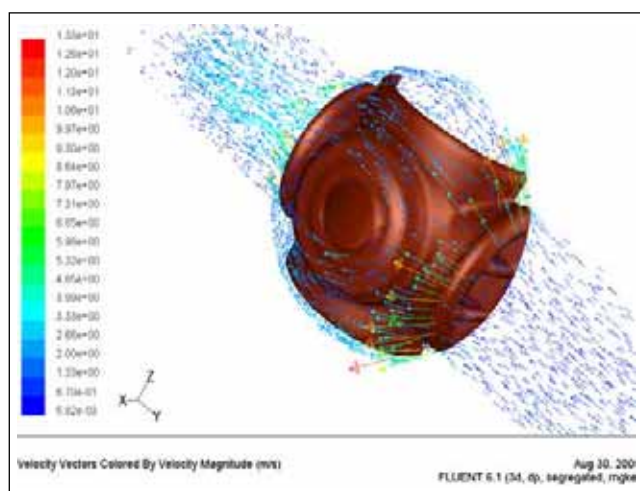 1.33e+01
1.26e+01
1.20e+01
1.13e+01
1.06e+01
9.97e+00
9.30e+00
8.64e+00
7.97e+00
7.31e+00
6.65e+00
5.98e+00
5.32e+00
4.65e+00
3.99e+00
3.33e+00
2.66e+00
2.00e+00
1.33e+00
6.70e-01
Z
X
Y
Velocity Vectors Colored By Velocity Magnitude (m/s)
Aug 30,
FLUENT 6.1 (3d, dp, segregated, rngke